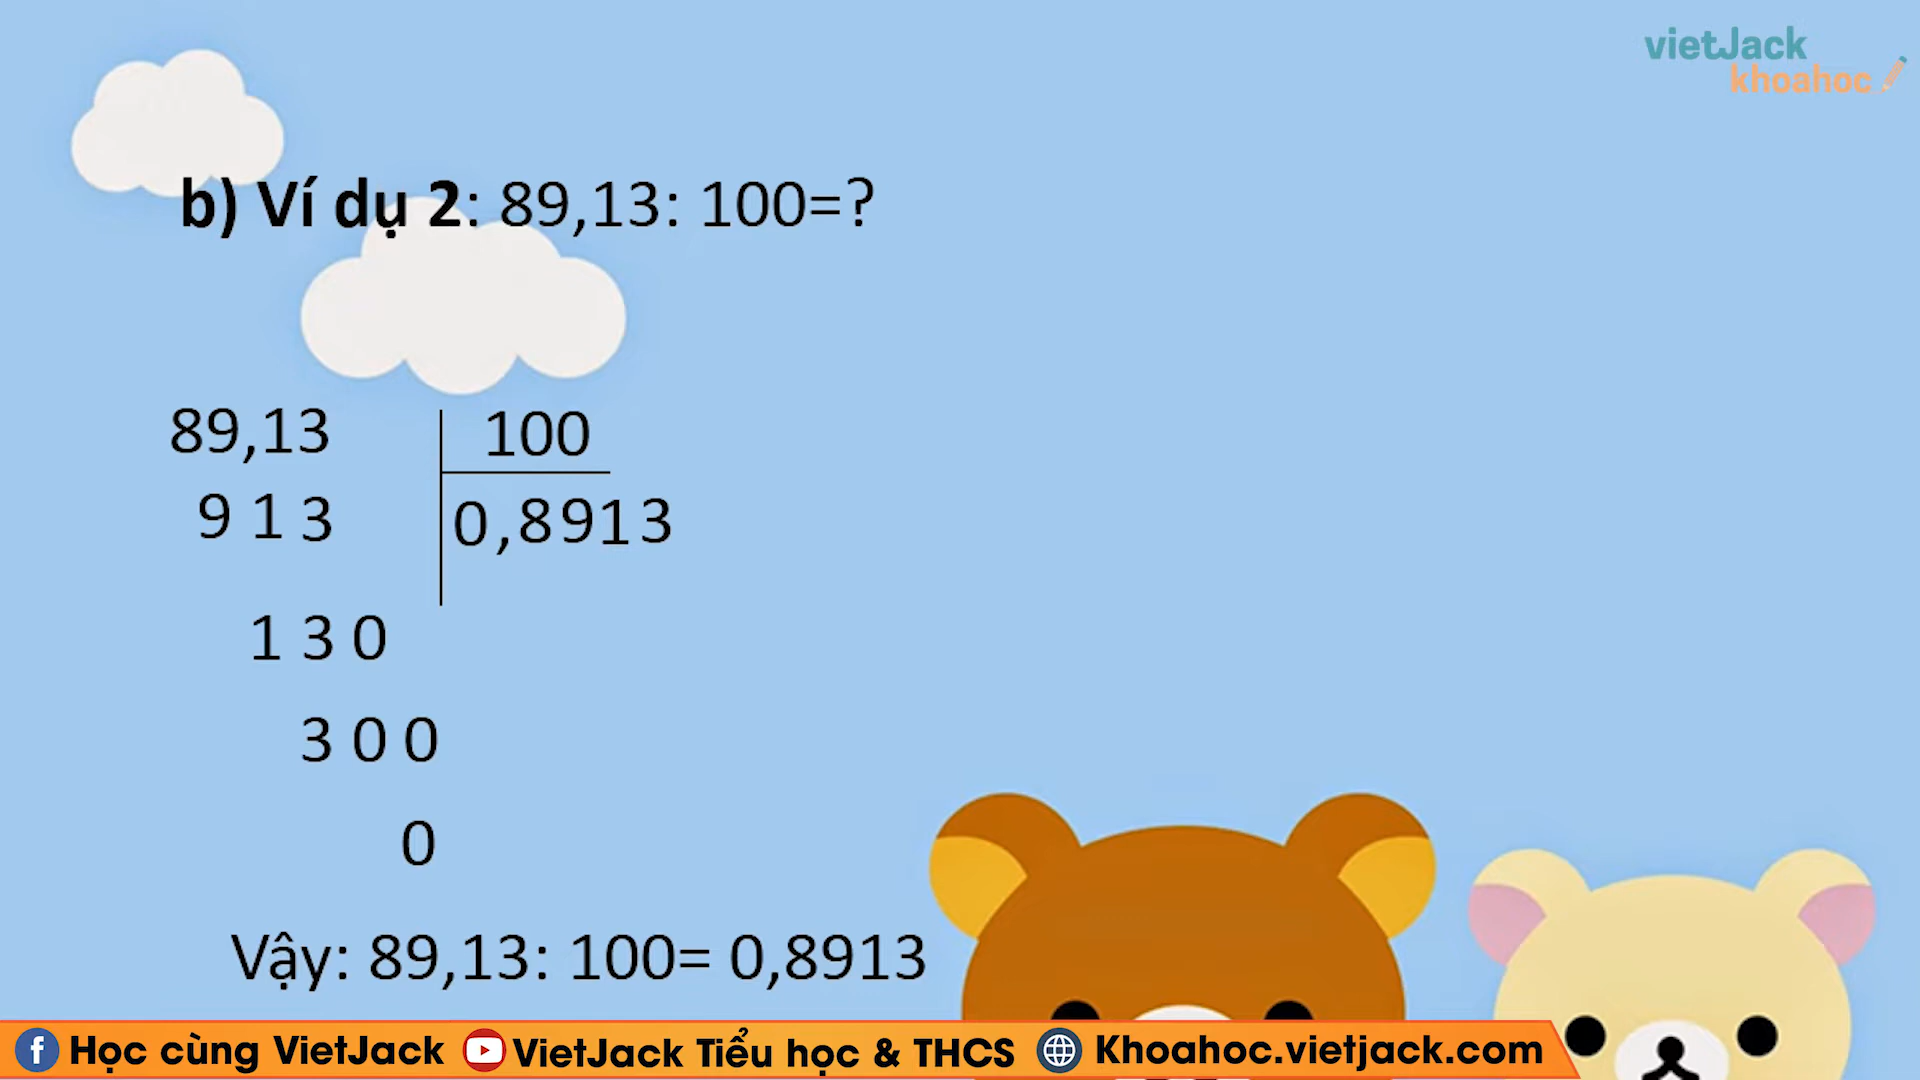 vietJack
khoahoc
b) Ví dụ 2: 89,13: 100=?
89,13 100
9 1 3 0,8913
1 3 0
3 0 0
0
Vậy: 89,13: 100= 0,8913
Học cùng VietJack VietJack Tiểu học & THCS Khoahoc.vietjack.com